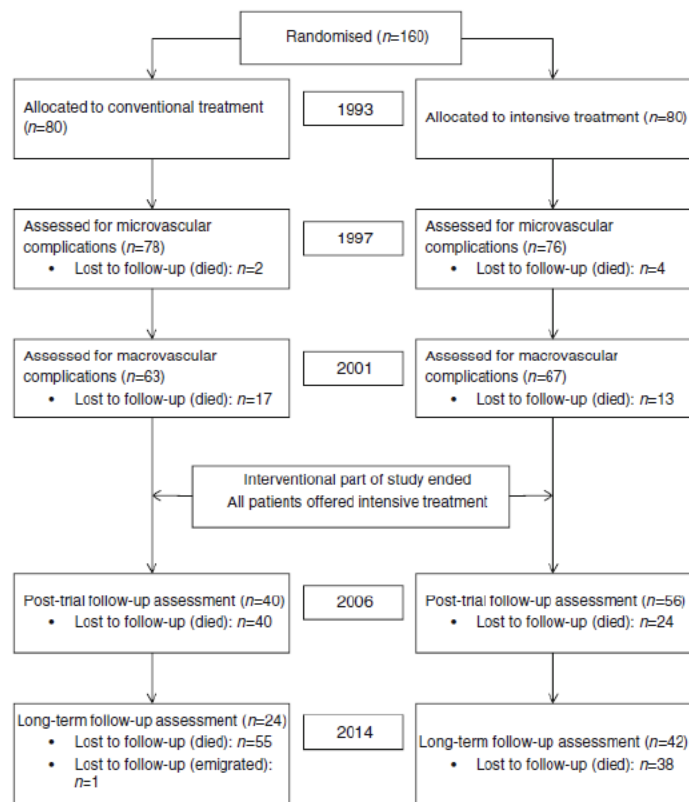 Randomised (n=160)
Allocated to conventional treatment
(n=80)
1993
Allocated to intensive treatment (n=80)
Assessed for microvascular
complications (n=78)
• Lost to follow-up (died): n=2
1997
Assessed for microvascular
complications (n=76)
• Lost to follow-up (died): n=4
Assessed for macrovascular
complications (n=63)
• Lost to follow-up (died): n=17
2001
Assessed for macrovascular
complications (n=67)
• Lost to follow-up (died): n=13
Interventional part of study ended
All patients offered intensive treatment
Post-trial follow-up assessment (n=40)
• Lost to follow-up (died): n=40
2006
Post-trial follow-up assessment (n=56)
• Lost to follow-up (died): n=24
Long-term follow-up assessment (n=24)
• Lost to follow-up (died): n=55
• Lost to follow-up (emigrated):
n=1
2014
Long-term follow-up assessment (n=42)
• Lost to follow-up (died): n=38